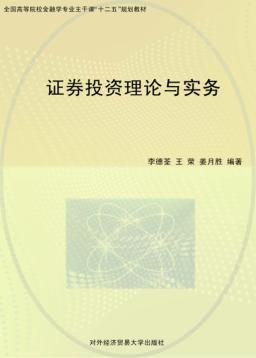 全国高等院校金融学专业主干课“十二五”规划教材
证券投资理论与实务
李德荃 王 荣 姜月胜 编著
对外经济贸易大学出版社